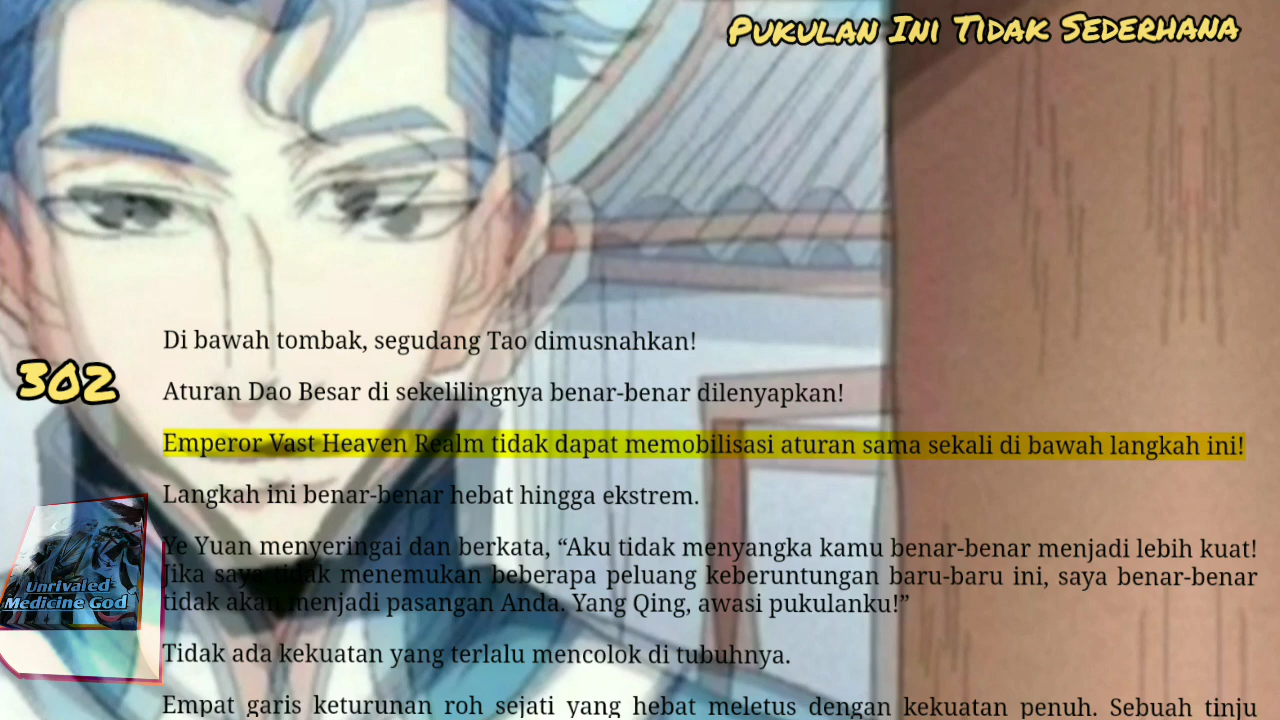 Pukulan Ini Tidak Sederhana
Di bawah tombak, segudang Tao dimusnahkan!
302
Aturan Dao Besar di sekelilingnya benar-benar dilenyapkan!
Emperor Vast Heaven Realm tidak dapat memobilisasi aturan sama sekali di bawah langkah ini!
Langkah ini benar-benar hebat hingga ekstrem.
Ye Yuan menyeringai dan berkata, “Aku tidak menyangka kamu benar-benar menjadi lebih kuat!
Jika saya tidak menemukan beberapa peluang keberuntungan baru-baru ini, saya benar-benar
tidak akan menjadi pasangan Anda. Yang Qing, awasi pukulanku!”
Unrivaled
Medicine God
Tidak ada kekuatan yang terlalu mencolok di tubuhnya.
Empat garis keturunan roh sejati yang hebat meletus dengan kekuatan penuh. Sebuah tinju